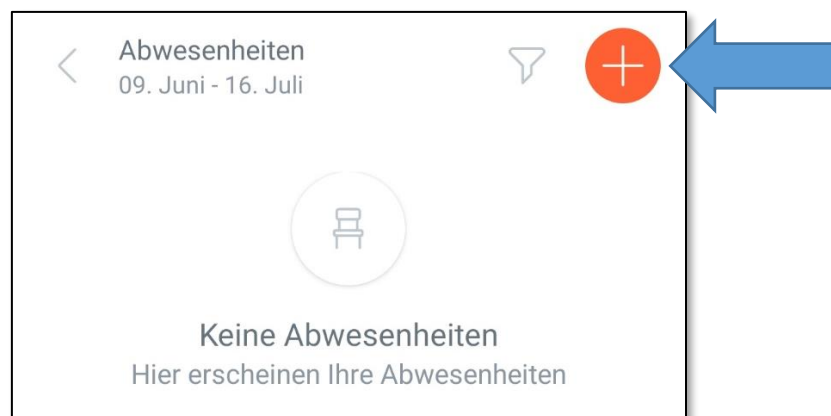 Abwesenheiten
09. Juni - 16. Juli
Keine Abwesenheiten
Hier erscheinen Ihre Abwesenheiten